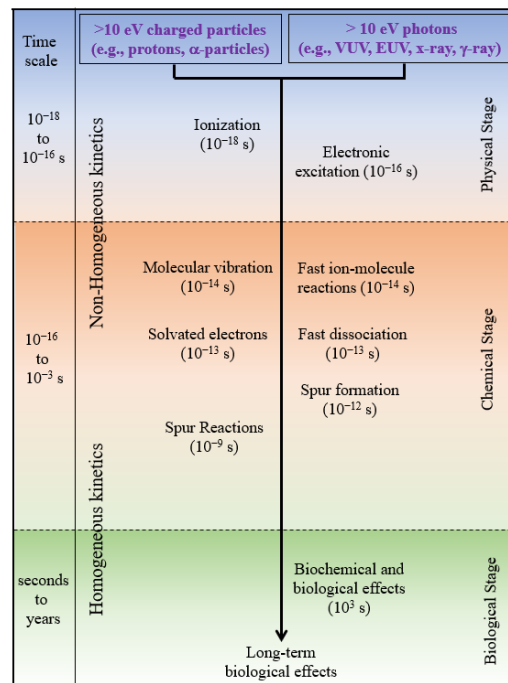 Time
scale
>10 eV charged particles
(e.g., protons, α-particles)
> 10 eV photons
(e.g., VUV, EUV, x-ray, γ-ray)
10⁻¹⁸
to
10⁻¹⁶ s
Non-Homogeneous kinetics
Ionization
(10⁻¹⁸ s)
Electronic
excitation (10⁻¹⁶ s)
Physical Stage
10⁻¹⁶
to
10⁻³ s
Molecular vibration
(10⁻¹⁴ s)
Fast ion-molecule
reactions (10⁻¹⁴ s)
Solvated electrons
(10⁻¹³ s)
Fast dissociation
(10⁻¹³ s)
Spur formation
(10⁻¹² s)
Spur Reactions
(10⁻⁹ s)
Chemical Stage
Homogeneous kinetics
seconds
to
years
Biochemical and
biological effects
(10³ s)
Biological Stage
Long-term
biological effects